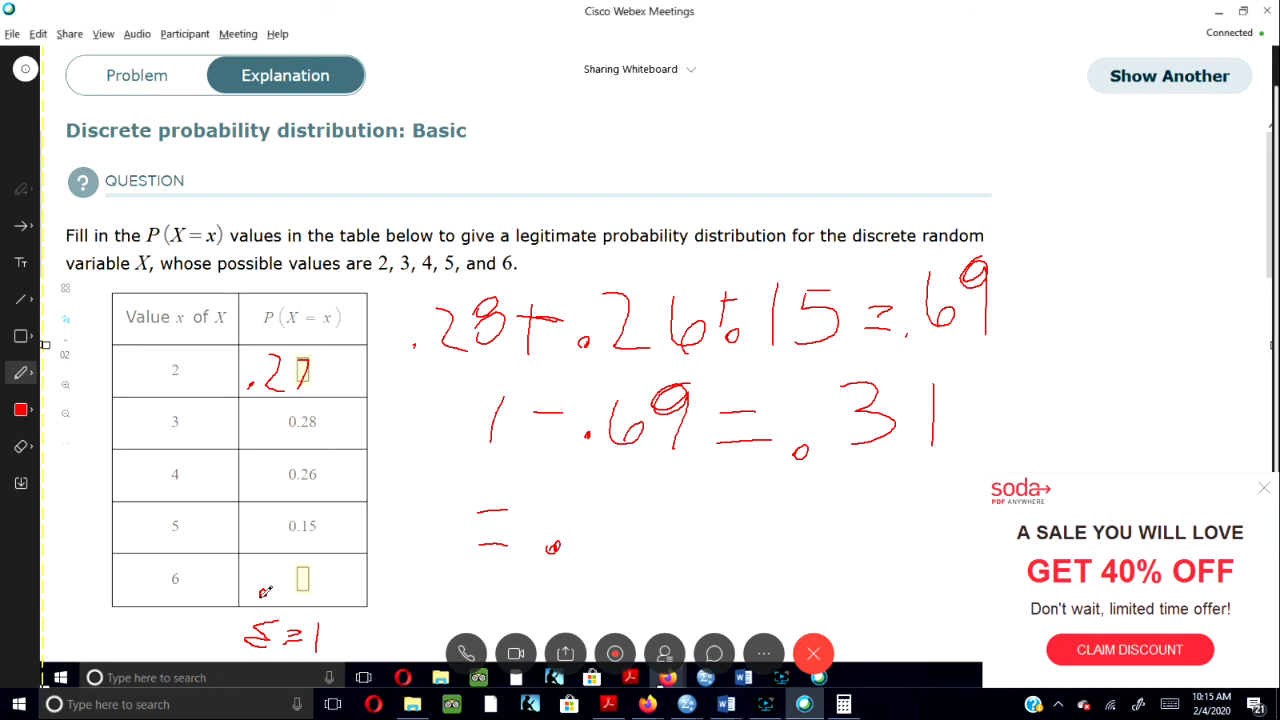 Cisco Webex Meetings
File Edit Share View Audio Participant Meeting Help
Connected
Problem
Explanation
Sharing Whiteboard
Show Another
Discrete probability distribution: Basic
? QUESTION
Fill in the P(X=x) values in the table below to give a legitimate probability distribution for the discrete random
variable X, whose possible values are 2, 3, 4, 5, and 6.
Value x of X P(X = x)
2 .27
3 0.28
4 0.26
5 0.15
6 .
Σ=1
.28+.26+.15=.69
1-.69=.31
= .
02
soda
PDF ANYWHERE
A SALE YOU WILL LOVE
GET 40% OFF
Don't wait, limited time offer!
CLAIM DISCOUNT
Type here to search
Type here to search
10:15 AM
2/4/2020
21